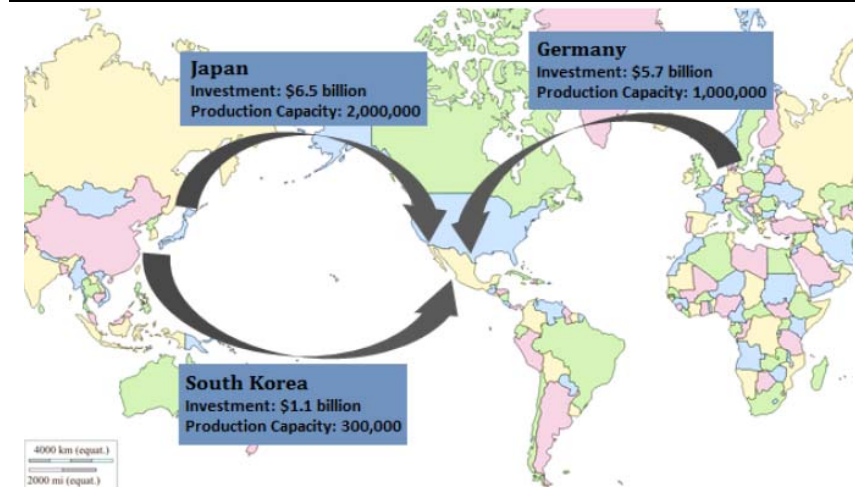 Japan
Investment: $6.5 billion
Production Capacity: 2,000,000
Germany
Investment: $5.7 billion
Production Capacity: 1,000,000
South Korea
Investment: $1.1 billion
Production Capacity: 300,000
4000 km (equat.)
2000 mi (equat.)